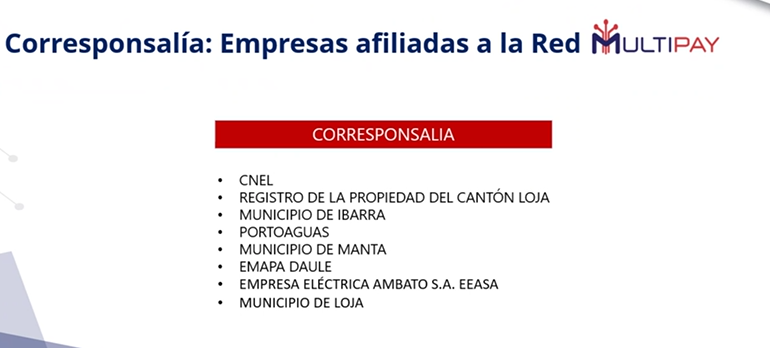 Corresponsalía: Empresas afiliadas a la Red MULTIPAY
CORRESPONSALIA
• CNEL
• REGISTRO DE LA PROPIEDAD DEL CANTÓN LOJA
• MUNICIPIO DE IBARRA
• PORTOAGUAS
• MUNICIPIO DE MANTA
• EMAPA DAULE
• EMPRESA ELÉCTRICA AMBATO S.A. EEASA
• MUNICIPIO DE LOJA